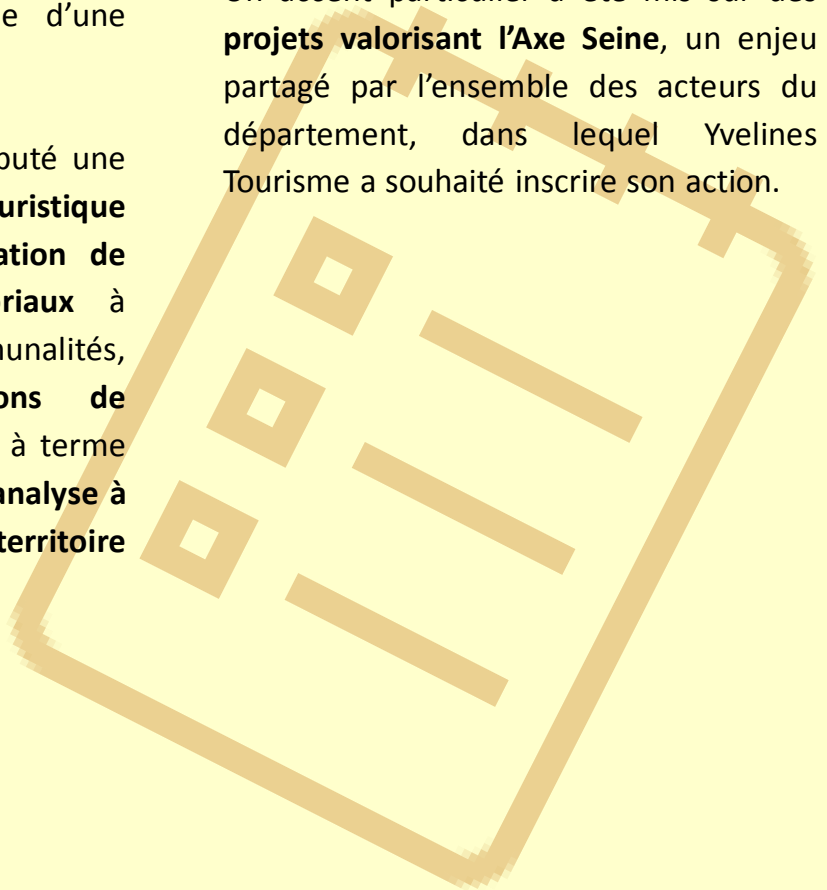 e d’une
outé une
uristique
ation de
riaux à
unalités,
ons de
à terme
analyse à
territoire
projets valorisant l’Axe Seine, un enjeu
partagé par l’ensemble des acteurs du
département, dans lequel Yvelines
Tourisme a souhaité inscrire son action.